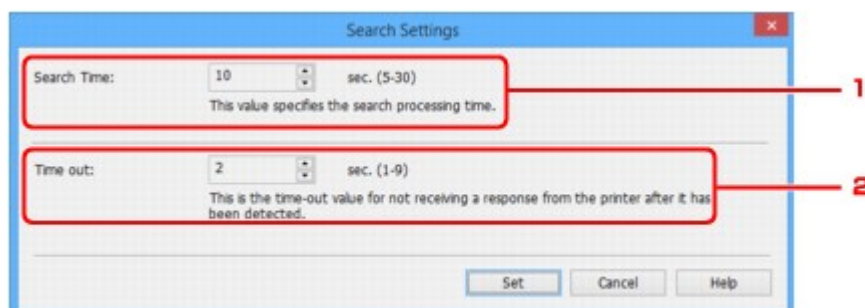 Search Settings
Search Time: 10 sec. (5-30)
This value specifies the search processing time.
1
Time out: 2 sec. (1-9)
This is the time-out value for not receiving a response from the printer after it has
been detected.
2
Set Cancel Help